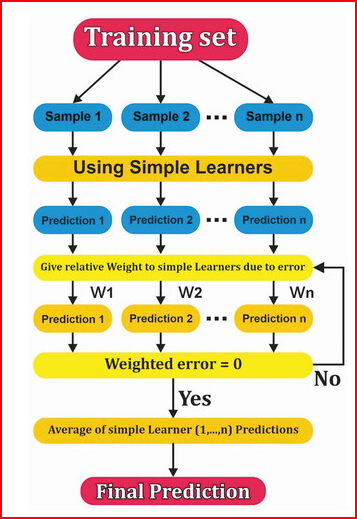 Training set
Sample 1 Sample 2 ••• Sample n
Using Simple Learners
Prediction 1 Prediction 2 ••• Prediction n
Give relative Weight to simple Learners due to error
W1 W2 Wn
Prediction 1 Prediction 2 ••• Prediction n
Weighted error = 0
No
Yes
Average of simple Learner (1,...,n) Predictions
Final Prediction